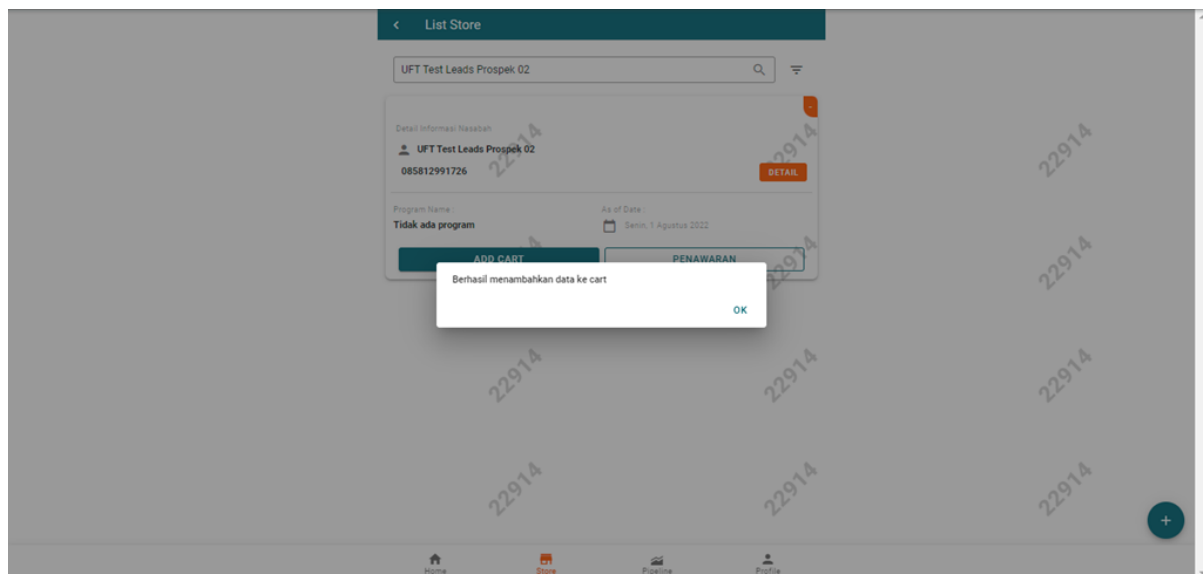 List Store
UFT Test Leads Prospek 02
-
Detail Informasi Nasabah
UFT Test Leads Prospek 02
085812991726
DETAIL
Program Name :
As of Date :
Tidak ada program
Senin, 1 Agustus 2022
ADD CART
PENAWARAN
Berhasil menambahkan data ke cart
OK
22914
22914
22914
22914
22914
22914
22914
22914
22914
22914
22914
22914
+
Home
Store
Pipeline
Profile